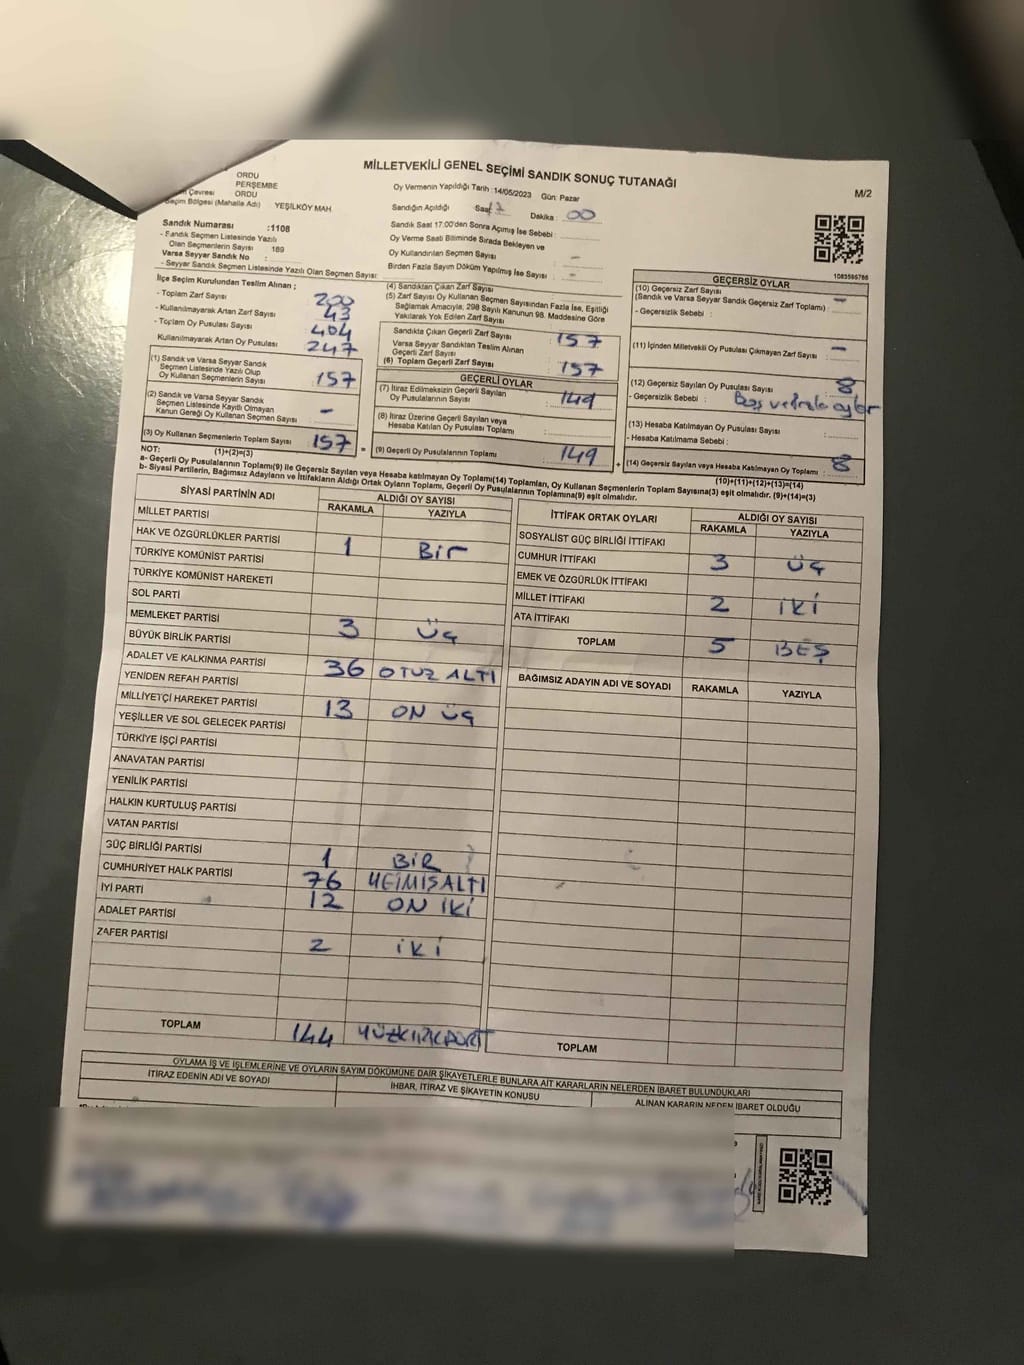 MİLLETVEKİLİ GENEL SEÇİMİ SANDIK SONUÇ TUTANAĞI
M/2
ORDU
PERŞEMBE
Çevresi ORDU
Seçim Bölgesi (Mahalle Adı) YEŞİLKÖY MAH.
Oy Vermenin Yapıldığı Tarih :14/05/2023 Gün: Pazar
Sandığın Açıldığı Saat 17 Dakika : 00
Sandık Saat 17:00'den Sonra Açılmış İse Sebebi :
Oy Verme Saati Bitiminde Sırada Bekleyen ve
Oy Kullandırılan Seçmen Sayısı : -
Birden Fazla Sayım Döküm Yapılmış İse Sayısı : -
Sandık Numarası :1108
- Sandık Seçmen Listesinde Yazılı
Olan Seçmenlerin Sayısı : 189
Varsa Seyyar Sandık No :
- Seyyar Sandık Seçmen Listesinde Yazılı Olan Seçmen Sayısı:
İlçe Seçim Kurulundan Teslim Alınan ;
- Toplam Zarf Sayısı 200
- Kullanılmayarak Artan Zarf Sayısı : 43
- Toplam Oy Pusulası Sayısı : 404
Kullanılmayarak Artan Oy Pusulası 247
(1) Sandık ve Varsa Seyyar Sandık
Seçmen Listesinde Yazılı Olup
Oy Kullanan Seçmenlerin Sayısı : 157
(2) Sandık ve Varsa Seyyar Sandık
Seçmen Listesinde Kayıtlı Olmayan
Kanun Gereği Oy Kullanan Seçmen Sayısı : -
(3) Oy Kullanan Seçmenlerin Toplam Sayısı 157
(1)+(2)=(3)
(4) Sandıktan Çıkan Zarf Sayısı
(5) Zarf Sayısı Oy Kullanan Seçmen Sayısından Fazla İse, Eşitliği
Sağlamak Amacıyla; 298 Sayılı Kanunun 98. Maddesine Göre
Yakılarak Yok Edilen Zarf Sayısı
Sandıkta Çıkan Geçerli Zarf Sayısı : 157
Varsa Seyyar Sandıktan Teslim Alınan
Geçerli Zarf Sayısı
(6) Toplam Geçerli Zarf Sayısı : 157
GEÇERLİ OYLAR
(7) İtiraz Edilmeksizin Geçerli Sayılan
Oy Pusulalarının Sayısı : 149
(8) İtiraz Üzerine Geçerli Sayılan veya
Hesaba Katılan Oy Pusulası Toplamı :
(9) Geçerli Oy Pusulalarının Toplamı 149
1083595786
GEÇERSİZ OYLAR
(10) Geçersiz Zarf Sayısı
(Sandık ve Varsa Seyyar Sandık Geçersiz Zarf Toplamı) : -
- Geçersizlik Sebebi :
(11) İçinden Milletvekili Oy Pusulası Çıkmayan Zarf Sayısı : -
(12) Geçersiz Sayılan Oy Pusulası Sayısı : 8
- Geçersizlik Sebebi : Boş ve oylar
(13) Hesaba Katılmayan Oy Pusulası Sayısı :
- Hesaba Katılmama Sebebi :
(14) Geçersiz Sayılan veya Hesaba Katılmayan Oy Toplamı : 8
(10)+(11)+(12)+(13)=(14)
NOT:
a- Geçerli Oy Pusulalarının Toplamı(9) ile Geçersiz Sayılan veya Hesaba katılmayan Oy Toplamı(14) Toplamları, Oy Kullanan Seçmenlerin Toplam Sayısına(3) eşit olmalıdır. (9)+(14)=(3)
b- Siyasi Partilerin, Bağımsız Adayların ve İttifakların Aldığı Ortak Oyların Toplamı, Geçerli Oy Pusulalarının Toplamına(9) eşit olmalıdır.
SİYASİ PARTİNİN ADI ALDIĞI OY SAYISI
RAKAMLA YAZIYLA
MİLLET PARTİSİ
HAK VE ÖZGÜRLÜKLER PARTİSİ 1 Bir
TÜRKİYE KOMÜNİST PARTİSİ
TÜRKİYE KOMÜNİST HAREKETİ
SOL PARTİ
MEMLEKET PARTİSİ 3 Üç
BÜYÜK BİRLİK PARTİSİ
ADALET VE KALKINMA PARTİSİ 36 OTUZ ALTI
YENİDEN REFAH PARTİSİ
MİLLİYETÇİ HAREKET PARTİSİ 13 ON ÜÇ
YEŞİLLER VE SOL GELECEK PARTİSİ
TÜRKİYE İŞÇİ PARTİSİ
ANAVATAN PARTİSİ
YENİLİK PARTİSİ
HALKIN KURTULUŞ PARTİSİ
VATAN PARTİSİ
GÜÇ BİRLİĞİ PARTİSİ 1 BİR
CUMHURİYET HALK PARTİSİ 76 YETMİŞALTI
İYİ PARTİ 12 ON İKİ
ADALET PARTİSİ
ZAFER PARTİSİ 2 İKİ
TOPLAM 144 YÜZKIRKDÖRT
İTTİFAK ORTAK OYLARI ALDIĞI OY SAYISI
RAKAMLA YAZIYLA
SOSYALİST GÜÇ BİRLİĞİ İTTİFAKI
CUMHUR İTTİFAKI 3 ÜÇ
EMEK VE ÖZGÜRLÜK İTTİFAKI
MİLLET İTTİFAKI 2 İKİ
ATA İTTİFAKI
TOPLAM 5 BEŞ
BAĞIMSIZ ADAYIN ADI VE SOYADI RAKAMLA YAZIYLA
TOPLAM
OYLAMA İŞ VE İŞLEMLERİNE VE OYLARIN SAYIM DÖKÜMÜNE DAİR ŞİKAYETLERLE BUNLARA AİT KARARLARIN NELERDEN İBARET BULUNDUKLARI
İTİRAZ EDENİN ADI VE SOYADI İHBAR, İTİRAZ VE ŞİKAYETİN KONUSU ALINAN KARARIN NEDEN İBARET OLDUĞU